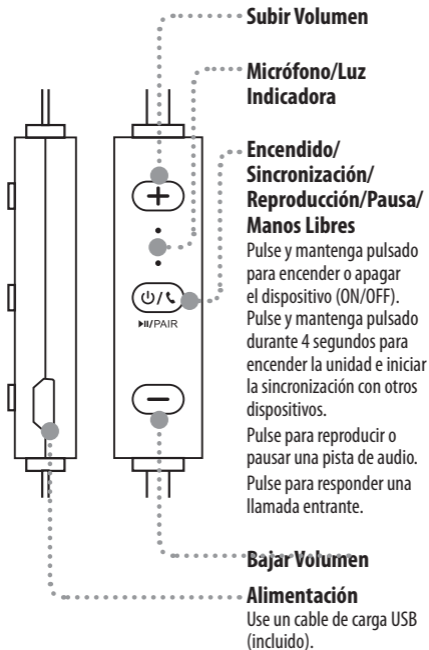 Subir Volumen
Micrófono/Luz
Indicadora
Encendido/
Sincronización/
Reproducción/Pausa/
Manos Libres
Pulse y mantenga pulsado
para encender o apagar
el dispositivo (ON/OFF).
Pulse y mantenga pulsado
durante 4 segundos para
encender la unidad e iniciar
la sincronización con otros
dispositivos.
Pulse para reproducir o
pausar una pista de audio.
Pulse para responder una
llamada entrante.
/PAIR
Bajar Volumen
Alimentación
Use un cable de carga USB
(incluido).